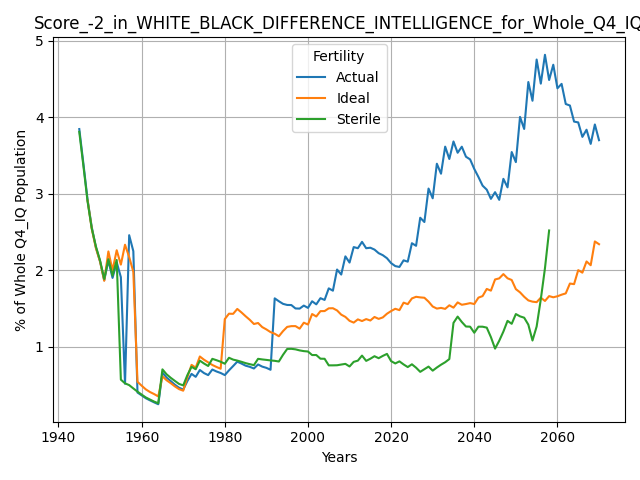 Score_-2_in_WHITE_BLACK_DIFFERENCE_INTELLIGENCE_for_Whole_Q4_IQ
Fertility
Actual
Ideal
Sterile
% of Whole Q4_IQ Population
5
4
3
2
1
1940 1960 1980 2000 2020 2040 2060
Years